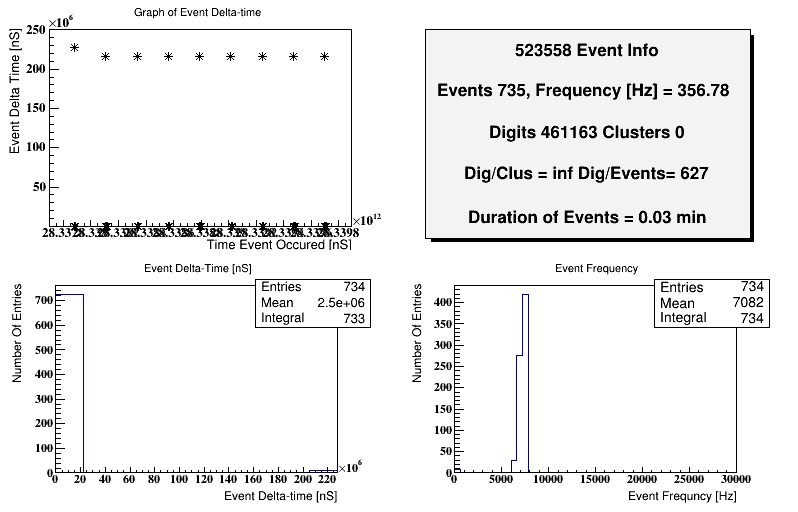 Graph of Event Delta-time
×10⁶
Event Delta Time [nS]
250
200
150
100
50
×10¹²
Time Event Occured [nS]
523558 Event Info
Events 735, Frequency [Hz] = 356.78
Digits 461163 Clusters 0
Dig/Clus = inf Dig/Events= 627
Duration of Events = 0.03 min
Event Delta-Time [nS]
Entries 734
Mean 2.5e+06
Integral 733
Number Of Entries
700
600
500
400
300
200
100
0
0 20 40 60 80 100 120 140 160 180 200 220
×10⁶
Event Delta-time [nS]
Event Frequency
Entries 734
Mean 7082
Integral 734
Number Of Entries
400
350
300
250
200
150
100
50
0
0 5000 10000 15000 20000 25000 30000
Event Frequncy [Hz]